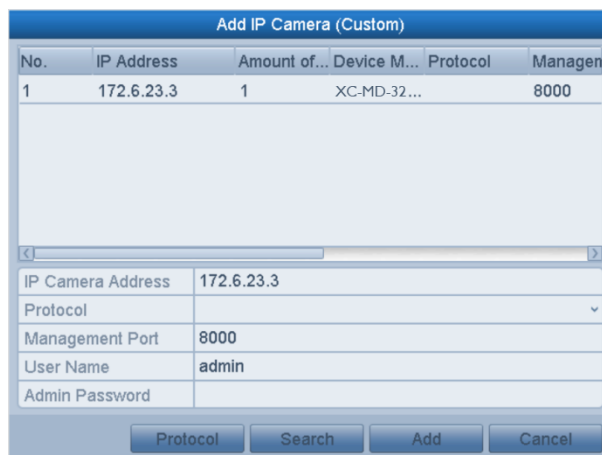 Add IP Camera (Custom)
No. IP Address Amount of... Device M... Protocol Managen
1 172.6.23.3 1 XC-MD-32... 8000
IP Camera Address 172.6.23.3
Protocol
Management Port 8000
User Name admin
Admin Password
Protocol Search Add Cancel